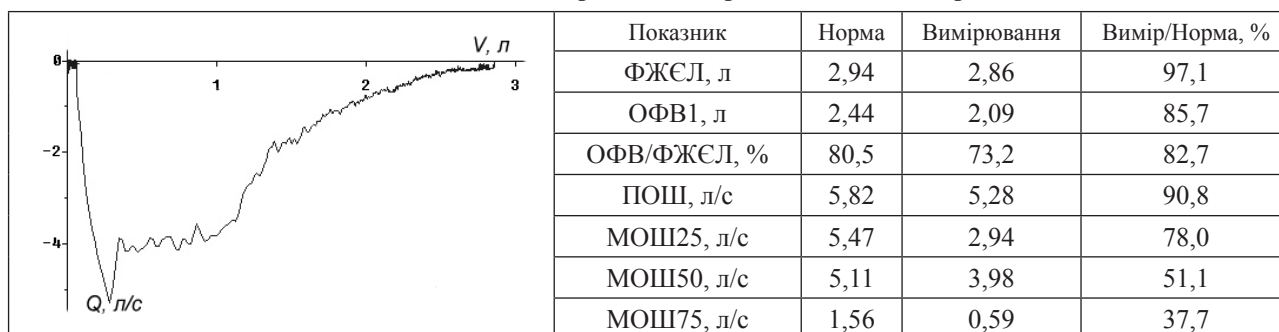 V, л
0
1
2
3
-2
-4
Q, л/с
Показник Норма Вимірювання Вимір/Норма, %
ФЖЄЛ, л 2,94 2,86 97,1
ОФВ1, л 2,44 2,09 85,7
ОФВ/ФЖЄЛ, % 80,5 73,2 82,7
ПОШ, л/с 5,82 5,28 90,8
МОШ25, л/с 5,47 2,94 78,0
МОШ50, л/с 5,11 3,98 51,1
МОШ75, л/с 1,56 0,59 37,7